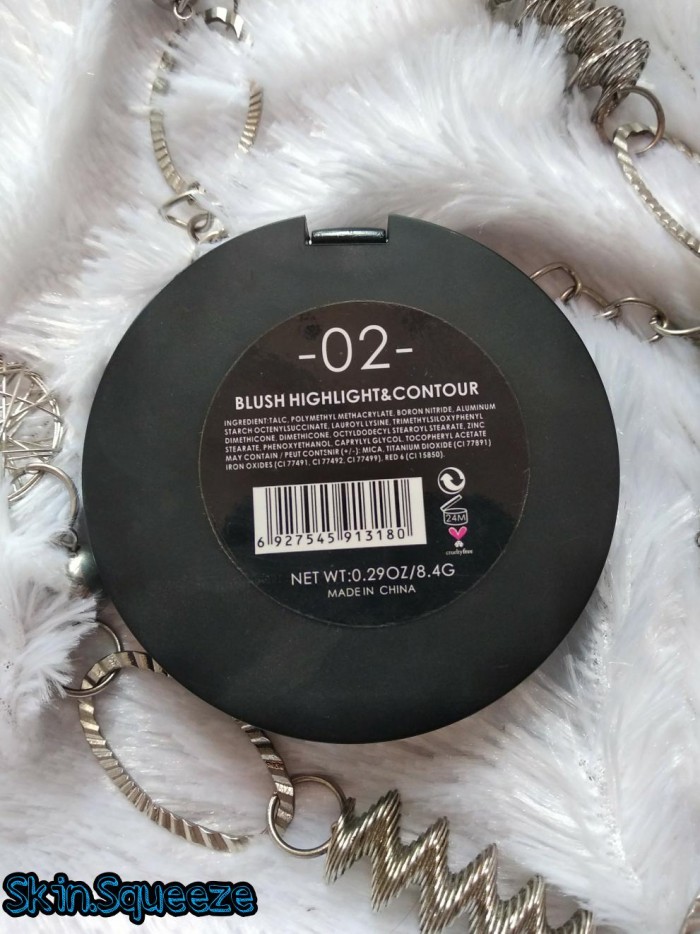 -02-
BLUSH HIGHLIGHT&CONTOUR
INGREDIENT:TALC, POLYMETHYL METHACRYLATE, BORON NITRIDE, ALUMINUM
STARCH OCTENYLSUCCINATE, LAUROYL LYSINE, TRIMETHYLSILOXYPHENYL
DIMETHICONE, DIMETHICONE, OCTYLDODECYL STEAROYL STEARATE, ZINC
STEARATE, PHENOXYETHANOL, CAPRYLYL GLYCOL, TOCOPHERYL ACETATE
MAY CONTAIN / PEUT CONTENIR (+/-): MICA, TITANIUM DIOXIDE (CI 77891)
IRON OXIDES (CI 77491, CI 77492, CI 77499), RED 6 (CI 15850).
6 927545 913180
24M
crueltyfree
NET WT:0.29OZ/8.4G
MADE IN CHINA
Skin.Squeeze